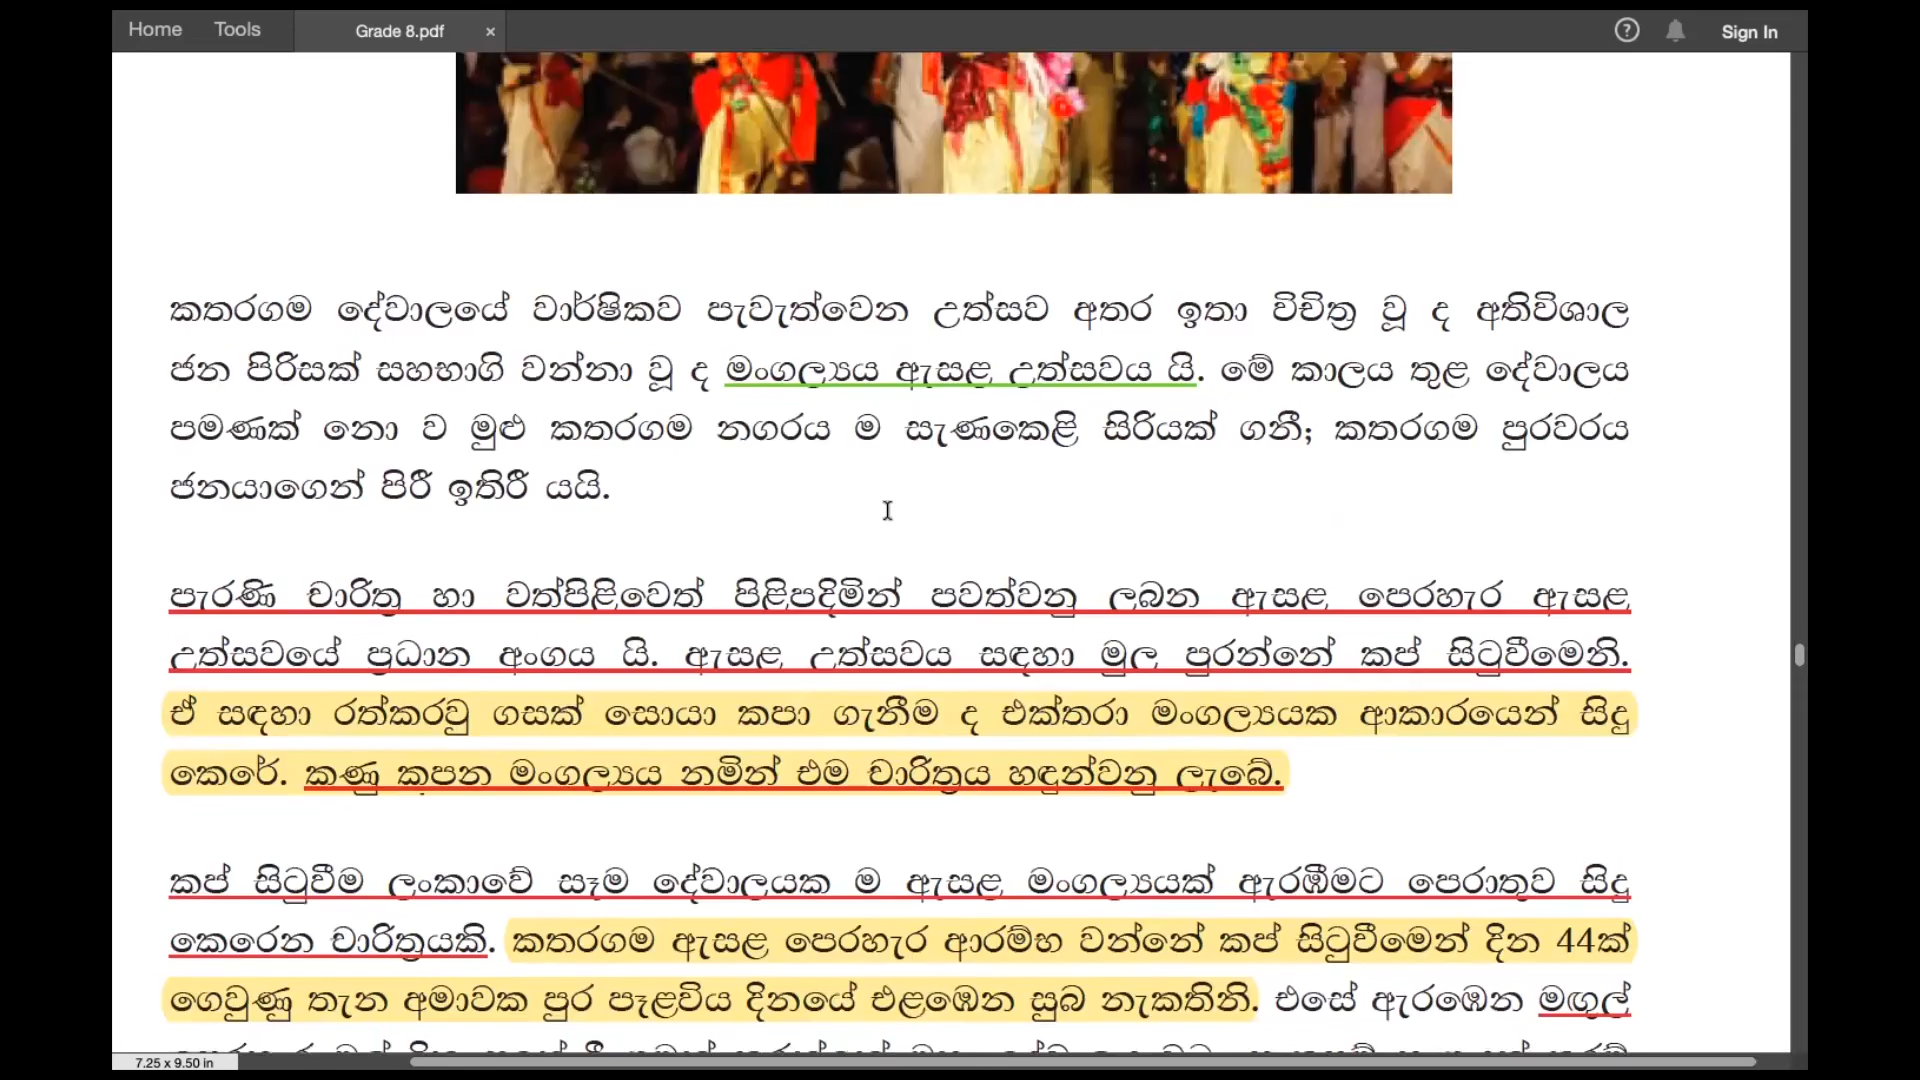 Home Tools Grade 8.pdf × ? Sign In
කතරගම දේවාලයේ වාර්ෂිකව පැවැත්වෙන උත්සව අතර ඉතා විචිත්‍ර වූ ද අතිවිශාල
ජන පිරිසක් සහභාගි වන්නා වූ ද මංගල්‍යය ඇසළ උත්සවය යි. මේ කාලය තුළ දේවාලය
පමණක් නො ව මුළු කතරගම නගරය ම සැණකෙළි සිරියක් ගනී; කතරගම පුරවරය
ජනයාගෙන් පිරී ඉතිරී යයි.
පැරණි චාරිත්‍ර හා වත්පිළිවෙත් පිළිපදිමින් පවත්වනු ලබන ඇසළ පෙරහැර ඇසළ
උත්සවයේ ප්‍රධාන අංගය යි. ඇසළ උත්සවය සඳහා මුල පුරන්නේ කප් සිටුවීමෙනි.
ඒ සඳහා රත්කරවු ගසක් සොයා කපා ගැනීම ද එක්තරා මංගල්‍යයක ආකාරයෙන් සිදු
කෙරේ. කණු කපන මංගල්‍යය නමින් එම චාරිත්‍රය හඳුන්වනු ලැබේ.
කප් සිටුවීම ලංකාවේ සෑම දේවාලයක ම ඇසළ මංගල්‍යයක් ඇරඹීමට පෙරාතුව සිදු
කෙරෙන චාරිත්‍රයකි. කතරගම ඇසළ පෙරහැර ආරම්භ වන්නේ කප් සිටුවීමෙන් දින 44ක්
ගෙවුණු තැන අමාවක පුර පෑළවිය දිනයේ එළඹෙන සුබ නැකතිනි. එසේ ඇරඹෙන මඟුල්
7.25 x 9.50 in